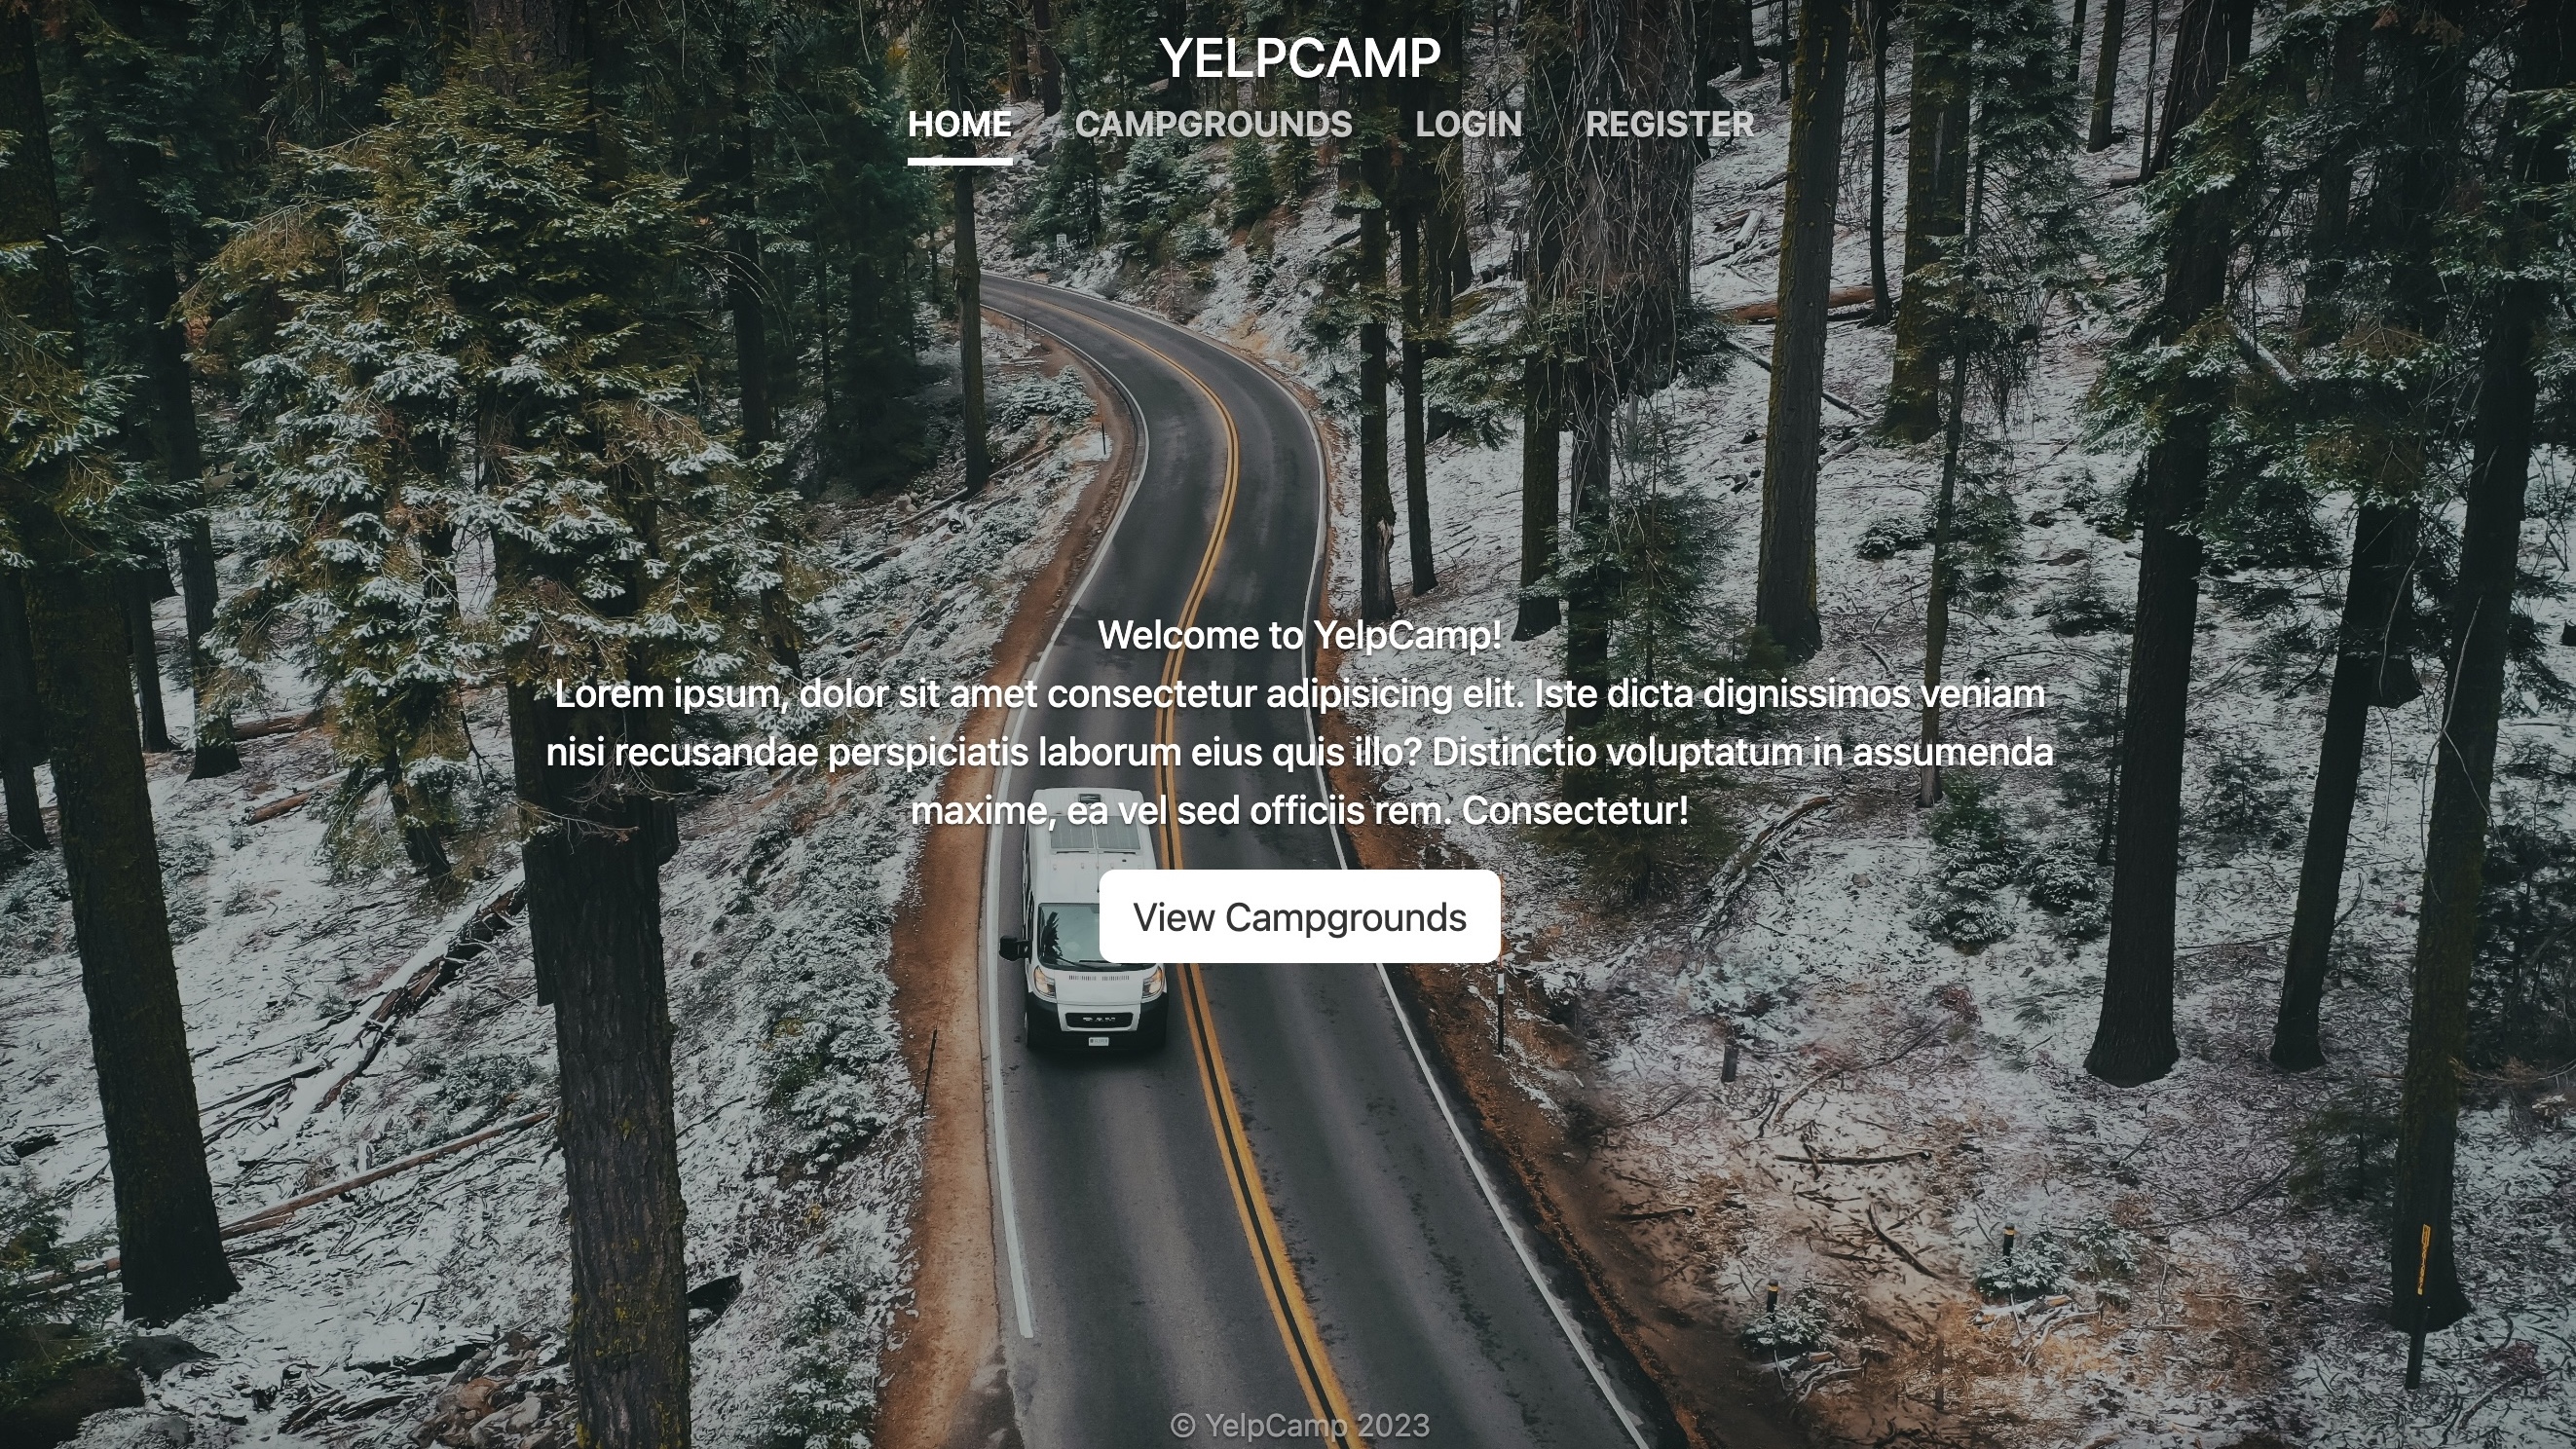 YELPCAMP
HOME CAMPGROUNDS LOGIN REGISTER
Welcome to YelpCamp!
Lorem ipsum, dolor sit amet consectetur adipisicing elit. Iste dicta dignissimos veniam
nisi recusandae perspiciatis laborum eius quis illo? Distinctio voluptatum in assumenda
maxime, ea vel sed officiis rem. Consectetur!
View Campgrounds
RAM
© YelpCamp 2023